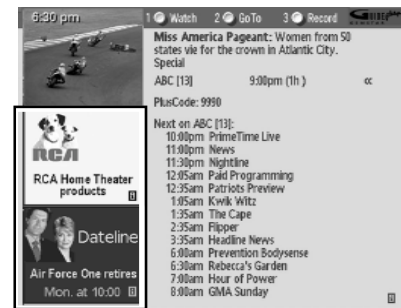 6:30 pm
1 Watch 2 GoTo 3 Record
GUIDE Plus+
GEMSTAR
Miss America Pageant: Women from 50
states vie for the crown in Atlantic City.
Special
ABC [13] 9:00pm (1h ) cc
PlusCode: 9990
Next on ABC [13]:
10:00pm PrimeTime Live
11:00pm News
11:30pm Nightline
12:05am Paid Programming
12:35am Patriots Preview
1:05am Kwik Witz
1:35am The Cape
2:35am Flipper
3:35am Headline News
6:00am Prevention Bodysense
6:30am Rebecca's Garden
7:00am Hour of Power
8:00am GMA Sunday
RCA
RCA Home Theater
products
Dateline
Air Force One retires
Mon. at 10:00